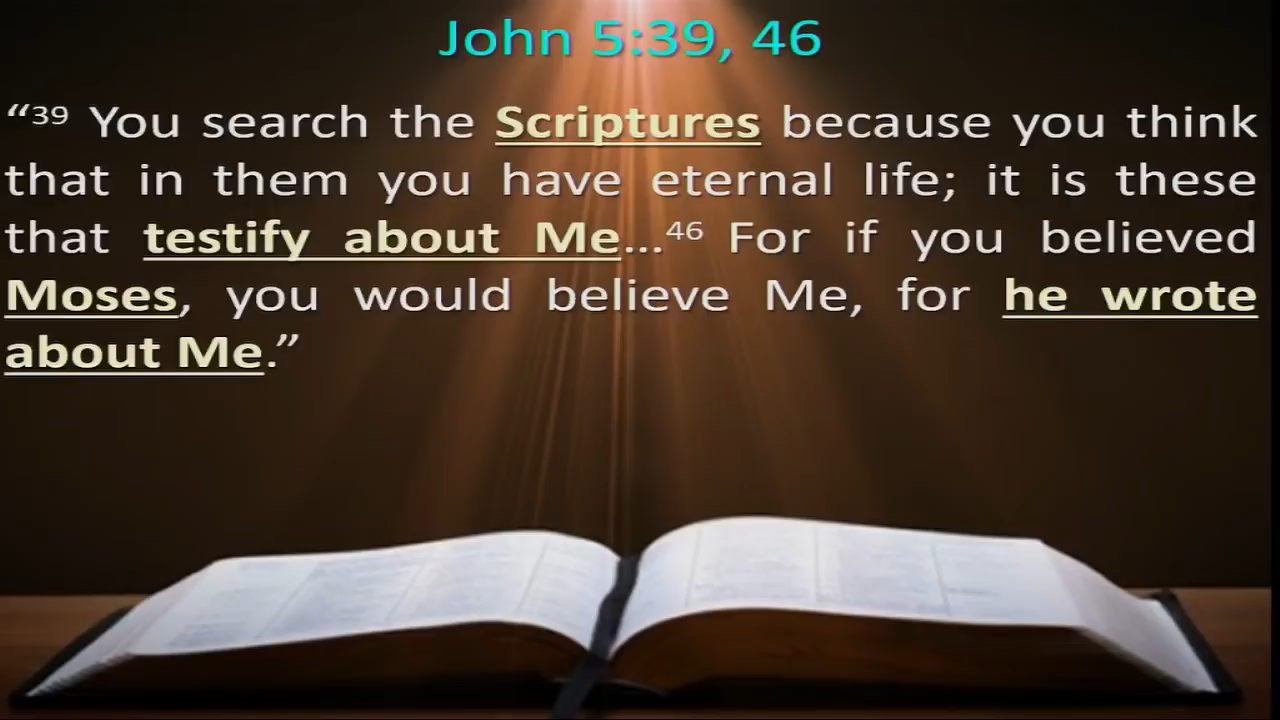 John 5:39, 46
“39 You search the Scriptures because you think
that in them you have eternal life; it is these
that testify about Me...46 For if you believed
Moses, you would believe Me, for he wrote
about Me.”